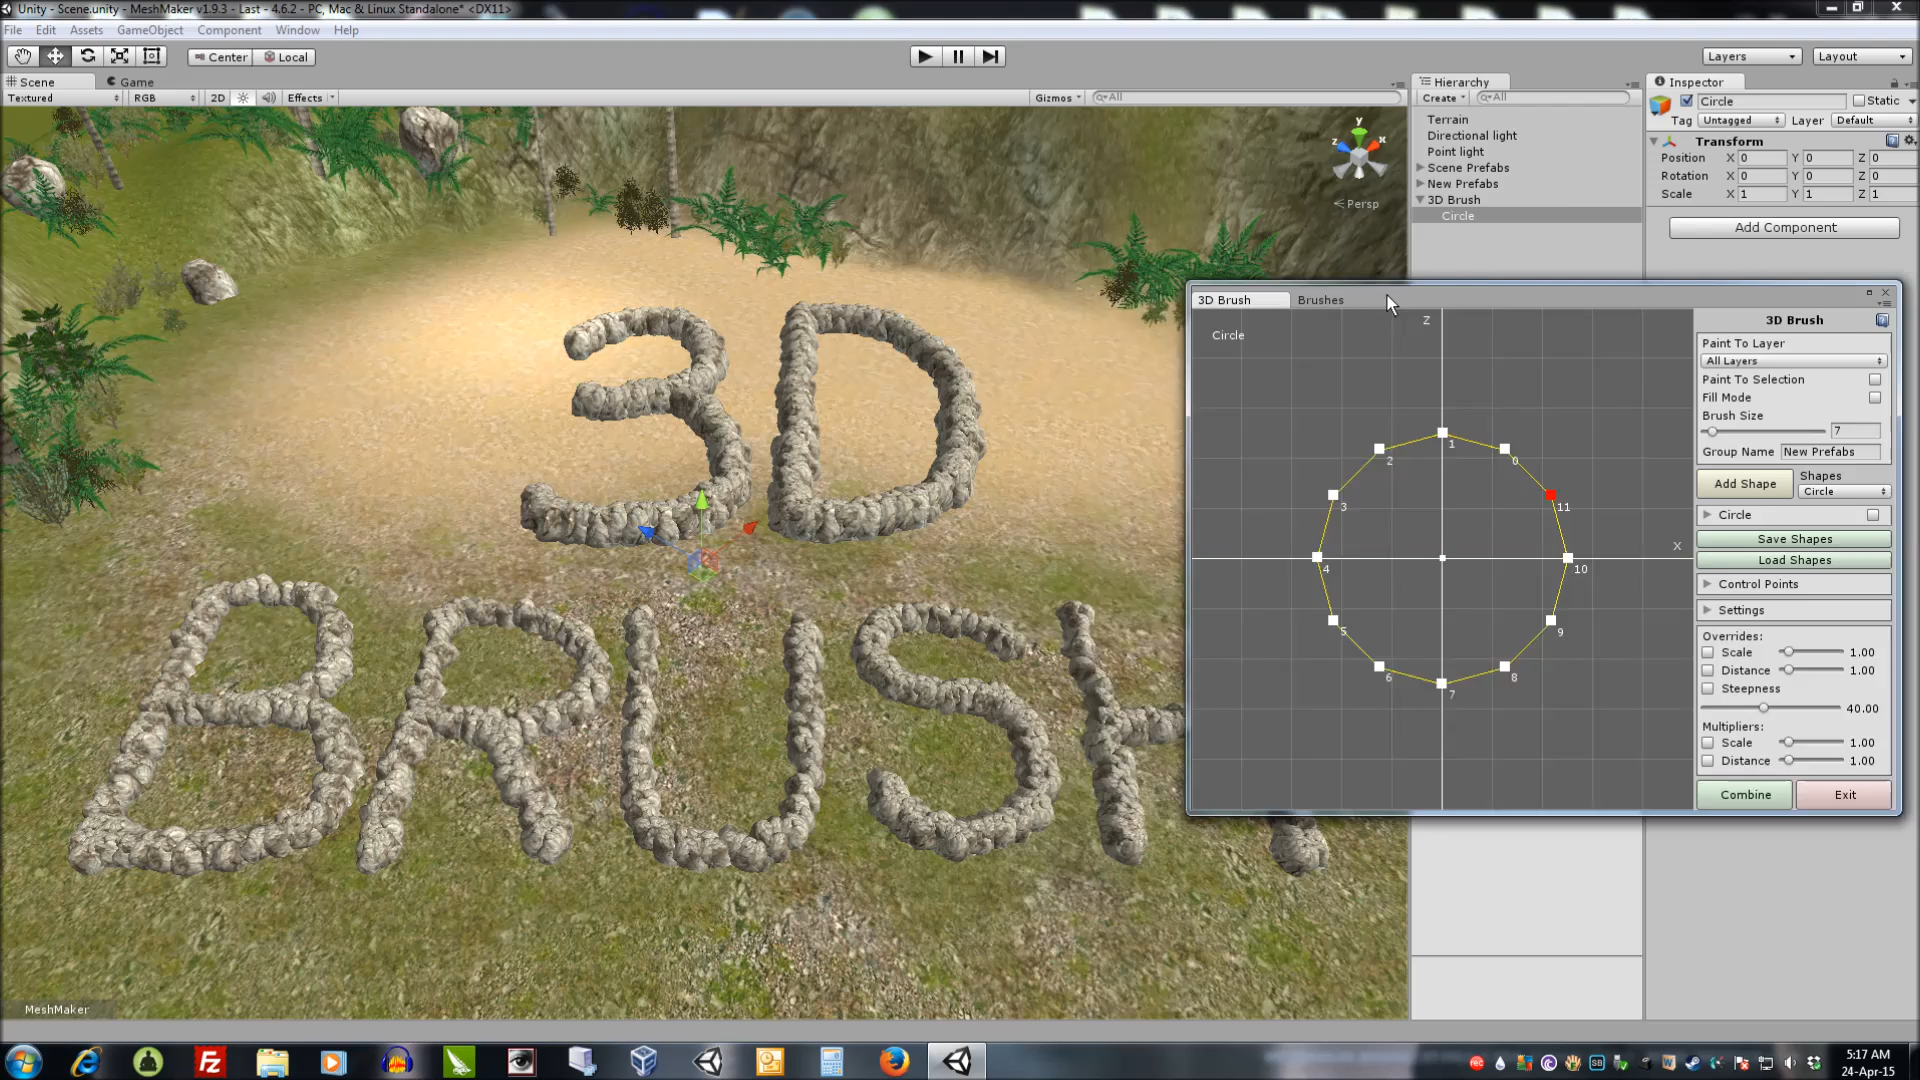 Unity - Scene.unity - MeshMaker v1.9.3 - Last - 4.6.2 - PC, Mac & Linux Standalone* <DX11>
File Edit Assets GameObject Component Window Help
Center Local Layers Layout
Scene Game
Textured RGB 2D Effects Gizmos All
Hierarchy
Create All
Terrain
Directional light
Point light
Scene Prefabs
New Prefabs
3D Brush
Circle
Inspector
Circle Static
Tag Untagged Layer Default
Transform
Position X 0 Y 0 Z 0
Rotation X 0 Y 0 Z 0
Scale X 1 Y 1 Z 1
Add Component
y
z x
Persp
3D
BRUSH
3D Brush Brushes
Circle
Z
X
1
0
2
11
3
4
10
5
9
6
8
7
3D Brush
Paint To Layer
All Layers
Paint To Selection
Fill Mode
Brush Size
7
Group Name New Prefabs
Add Shape Shapes
Circle
Circle
Save Shapes
Load Shapes
Control Points
Settings
Overrides:
Scale 1.00
Distance 1.00
Steepness
40.00
Multipliers:
Scale 1.00
Distance 1.00
Combine Exit
MeshMaker
5:17 AM
24-Apr-15